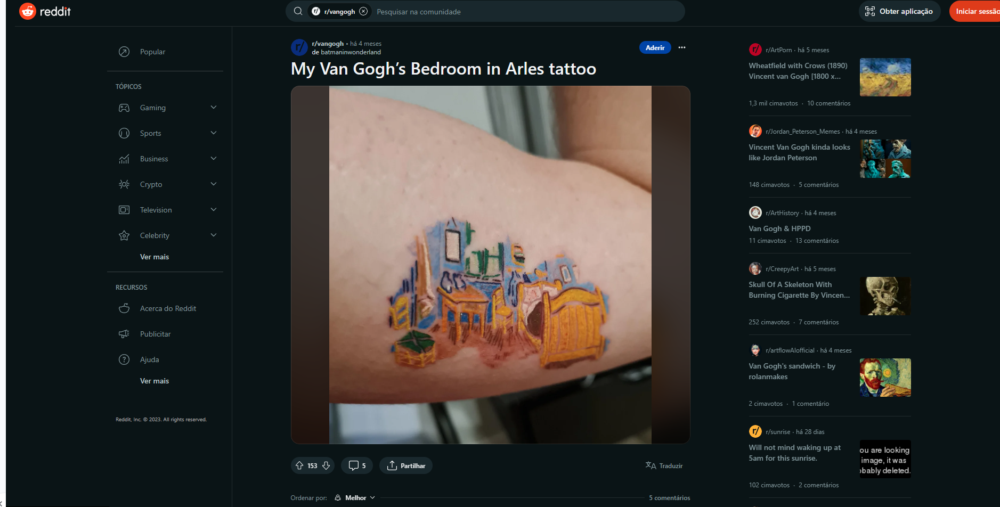 reddit
r/vangogh
Pesquisar na comunidade
Obter aplicação
Iniciar sessão
Popular
TÓPICOS
Gaming
Sports
Business
Crypto
Television
Celebrity
Ver mais
RECURSOS
Acerca do Reddit
Publicitar
Ajuda
Ver mais
Reddit, Inc. © 2023. All rights reserved.
r/vangogh • há 4 meses
de batmaninwonderland
Aderir
My Van Gogh’s Bedroom in Arles tattoo
153
5
Partilhar
Traduzir
Ordenar por: Melhor
5 comentários
r/ArtPorn · há 5 meses
Wheatfield with Crows (1890)
Vincent van Gogh [1800 x...
1,3 mil cimavotos · 10 comentários
r/Jordan_Peterson_Memes · há 4 meses
Vincent Van Gogh kinda looks
like Jordan Peterson
148 cimavotos · 5 comentários
r/ArtHistory · há 4 meses
Van Gogh & HPPD
11 cimavotos · 13 comentários
r/CreepyArt · há 5 meses
Skull Of A Skeleton With
Burning Cigarette By Vincen...
252 cimavotos · 7 comentários
r/artflowAIofficial · há 4 meses
Van Gogh's sandwich - by
rolanmakes
2 cimavotos · 1 comentário
r/sunrise · há 28 dias
Will not mind waking up at
5am for this sunrise.
ou are looking
image, it was
bably deleted.
102 cimavotos · 2 comentários